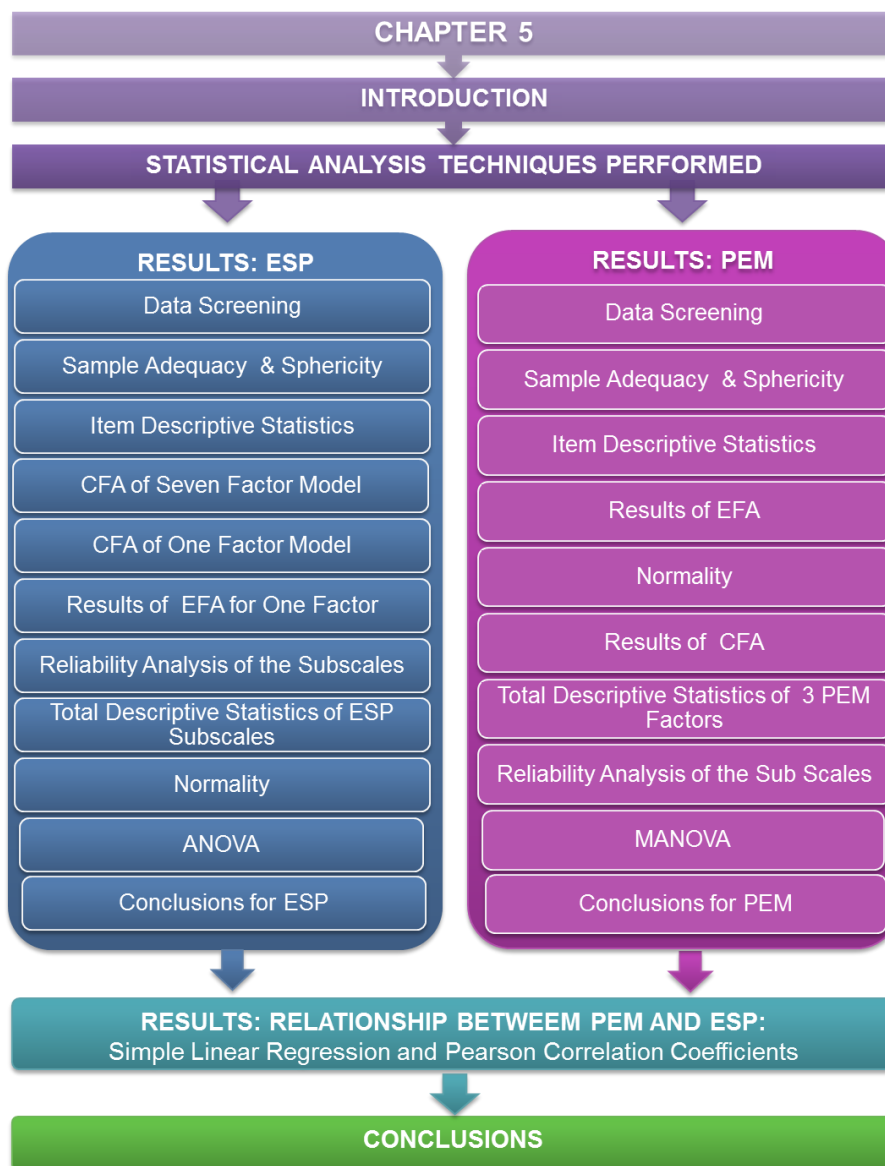 CHAPTER 5
INTRODUCTION
STATISTICAL ANALYSIS TECHNIQUES PERFORMED
RESULTS: ESP
Data Screening
Sample Adequacy & Sphericity
Item Descriptive Statistics
CFA of Seven Factor Model
CFA of One Factor Model
Results of EFA for One Factor
Reliability Analysis of the Subscales
Total Descriptive Statistics of ESP
Subscales
Normality
ANOVA
Conclusions for ESP
RESULTS: PEM
Data Screening
Sample Adequacy & Sphericity
Item Descriptive Statistics
Results of EFA
Normality
Results of CFA
Total Descriptive Statistics of 3 PEM
Factors
Reliability Analysis of the Sub Scales
MANOVA
Conclusions for PEM
RESULTS: RELATIONSHIP BETWEEM PEM AND ESP:
Simple Linear Regression and Pearson Correlation Coefficients
CONCLUSIONS